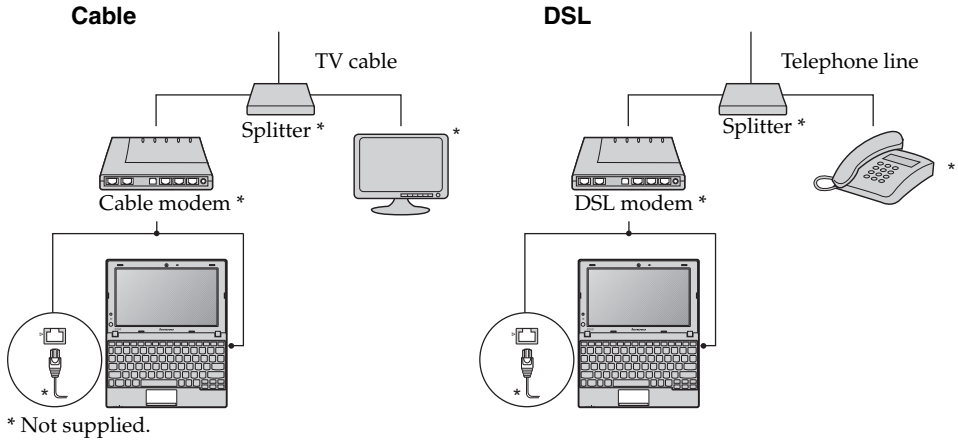 Cable
TV cable
Splitter *
*
Cable modem *
*
* Not supplied.
DSL
Telephone line
Splitter *
*
DSL modem *
*